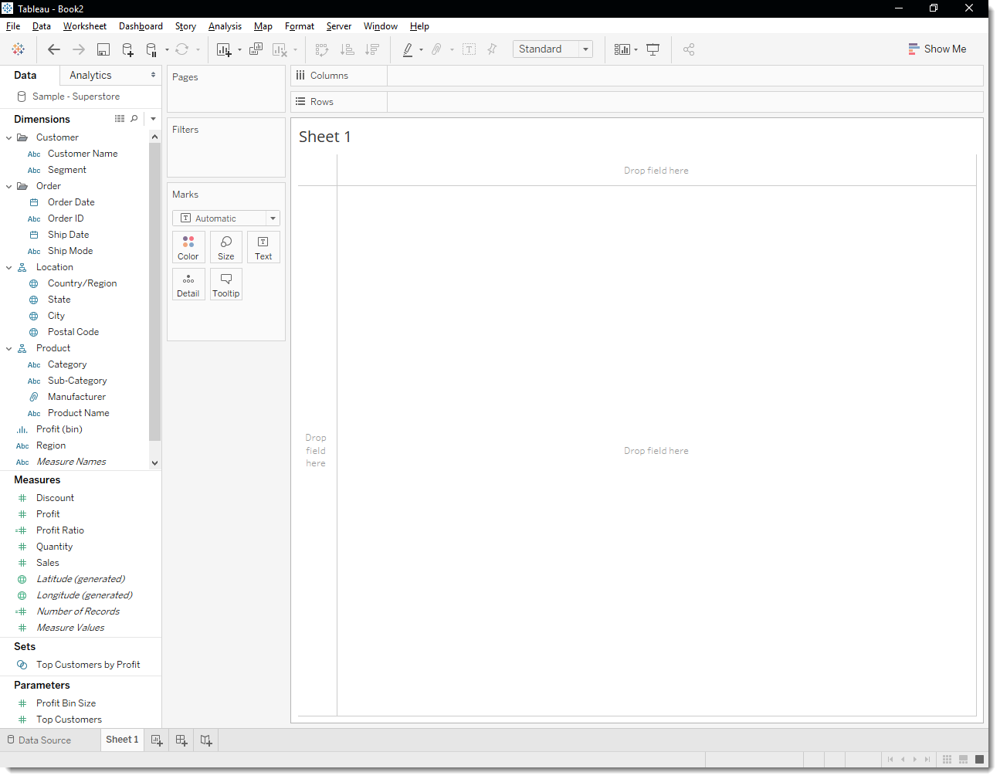 Tableau - Book2
File Data Worksheet Dashboard Story Analysis Map Format Server Window Help
Standard
Show Me
Data Analytics
Sample - Superstore
Dimensions
Customer
Abc Customer Name
Abc Segment
Order
Order Date
Abc Order ID
Ship Date
Abc Ship Mode
Location
Country/Region
State
City
Postal Code
Product
Abc Category
Abc Sub-Category
Manufacturer
Abc Product Name
Profit (bin)
Abc Region
Abc Measure Names
Measures
# Discount
# Profit
=# Profit Ratio
# Quantity
# Sales
Latitude (generated)
Longitude (generated)
=# Number of Records
# Measure Values
Sets
Top Customers by Profit
Parameters
# Profit Bin Size
# Top Customers
Pages
Filters
Marks
T Automatic
Color Size Text
Detail Tooltip
Columns
Rows
Sheet 1
Drop field here
Drop
field
here
Drop field here
Data Source Sheet 1